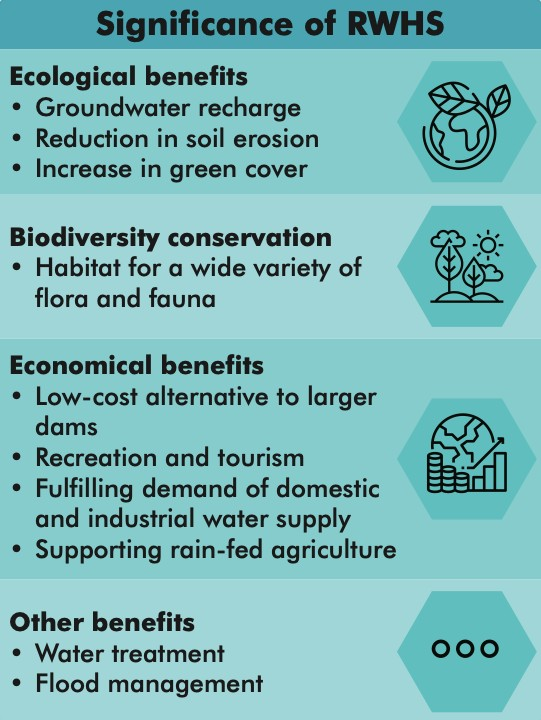 Significance of RWHS
Ecological benefits
• Groundwater recharge
• Reduction in soil erosion
• Increase in green cover
Biodiversity conservation
• Habitat for a wide variety of
flora and fauna
Economical benefits
• Low-cost alternative to larger
dams
• Recreation and tourism
• Fulfilling demand of domestic
and industrial water supply
• Supporting rain-fed agriculture
Other benefits
• Water treatment
• Flood management